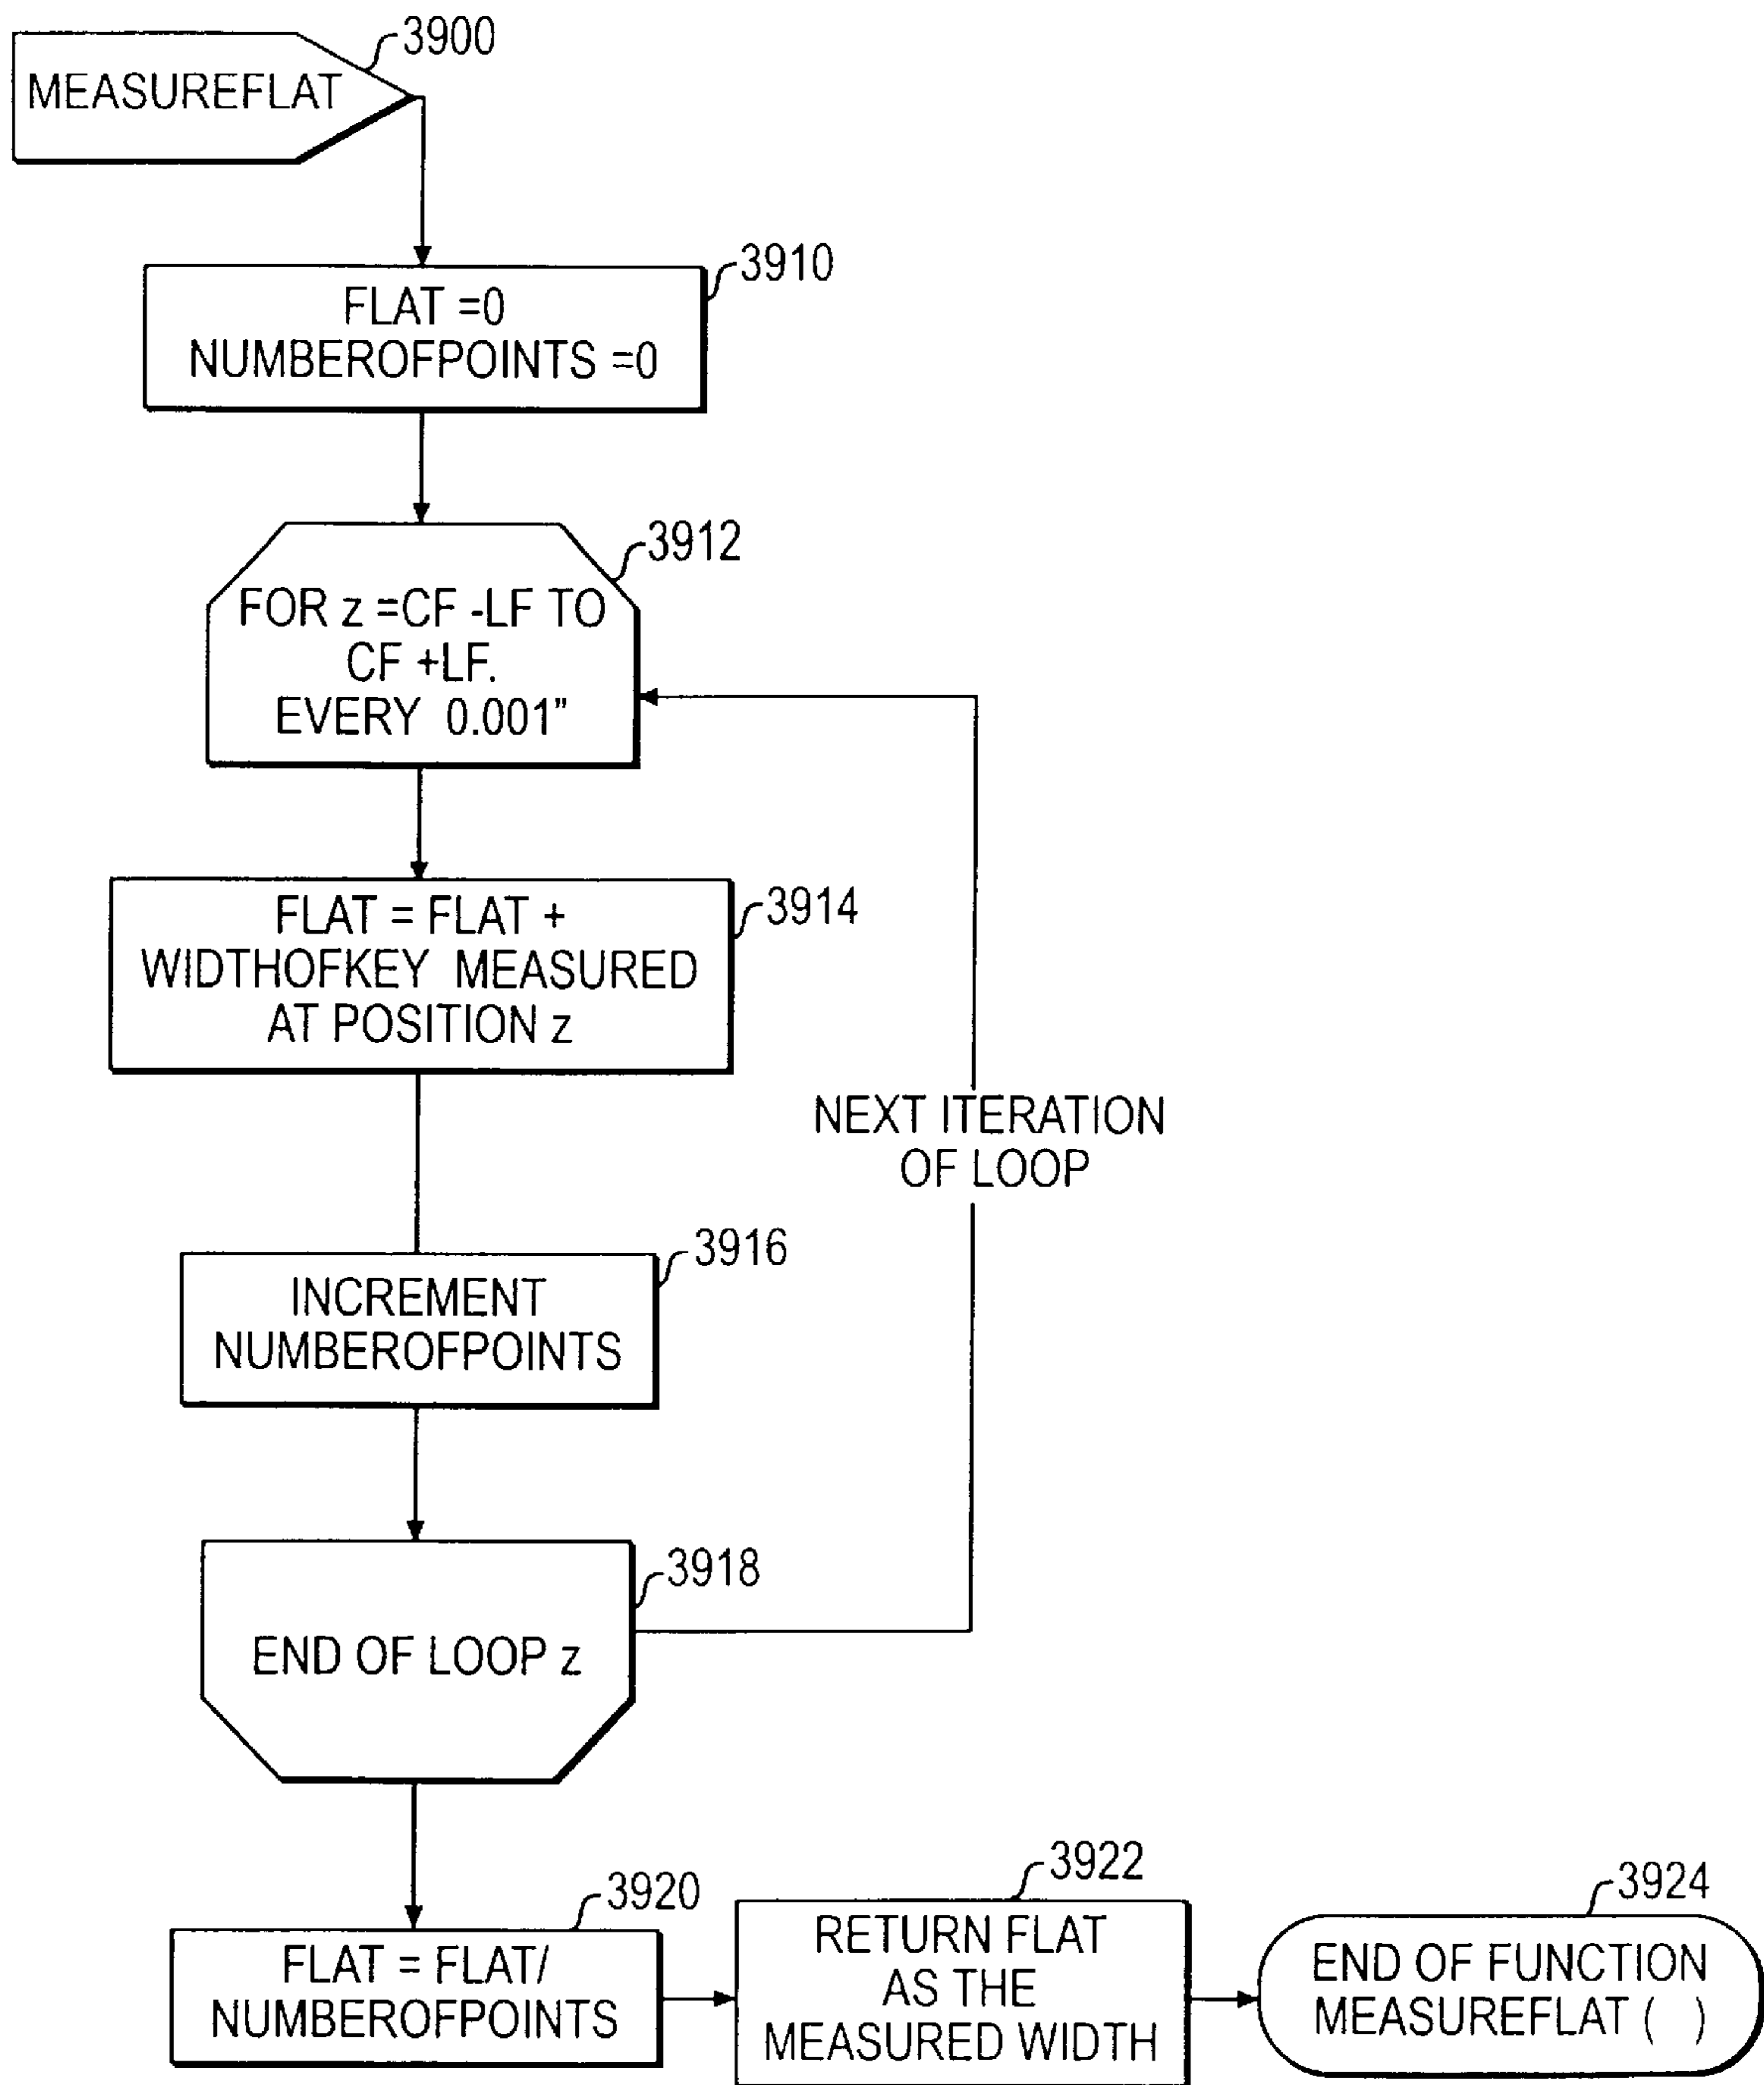 3900
MEASUREFLAT
3910
FLAT =0
NUMBEROFPOINTS =0
3912
FOR z =CF -LF TO
CF +LF.
EVERY 0.001"
3914
FLAT = FLAT +
WIDTHOFKEY MEASURED
AT POSITION z
NEXT ITERATION
OF LOOP
3916
INCREMENT
NUMBEROFPOINTS
3918
END OF LOOP z
3920
FLAT = FLAT/
NUMBEROFPOINTS
3922
RETURN FLAT
AS THE
MEASURED WIDTH
3924
END OF FUNCTION
MEASUREFLAT ( )